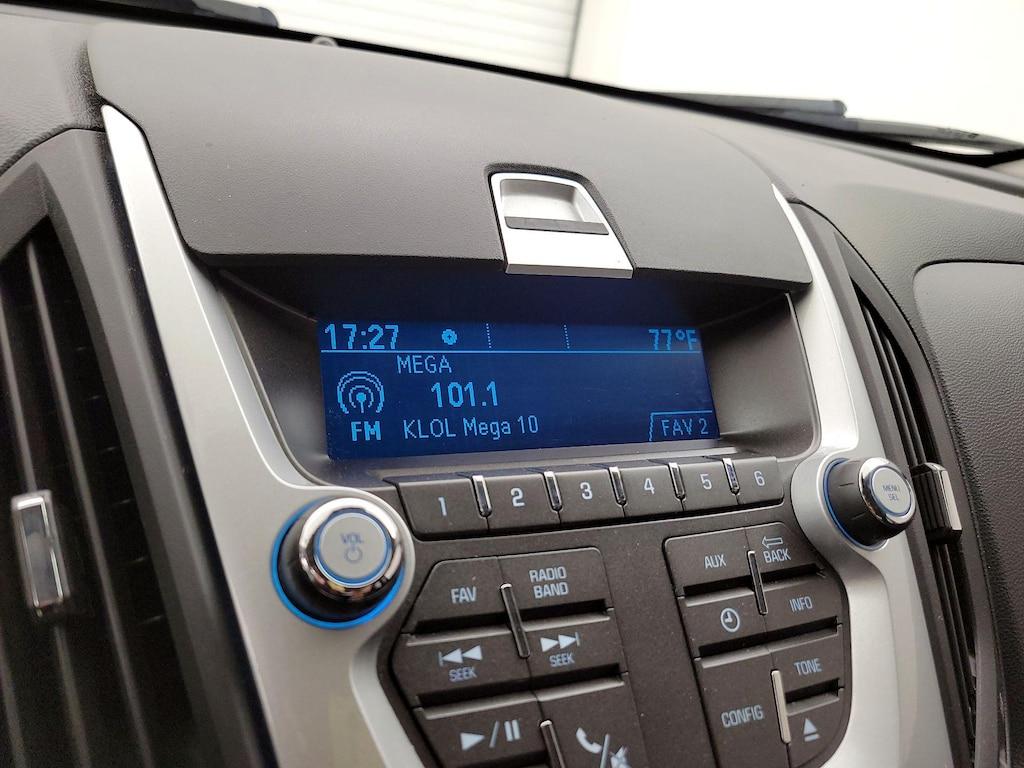 17:27 77°F
MEGA
101.1
FM KLOL Mega 10 FAV 2
1 2 3 4 5 6
VOL
MENU
SEL
FAV
RADIO
BAND
AUX
BACK
INFO
SEEK
SEEK
TONE
CONFIG